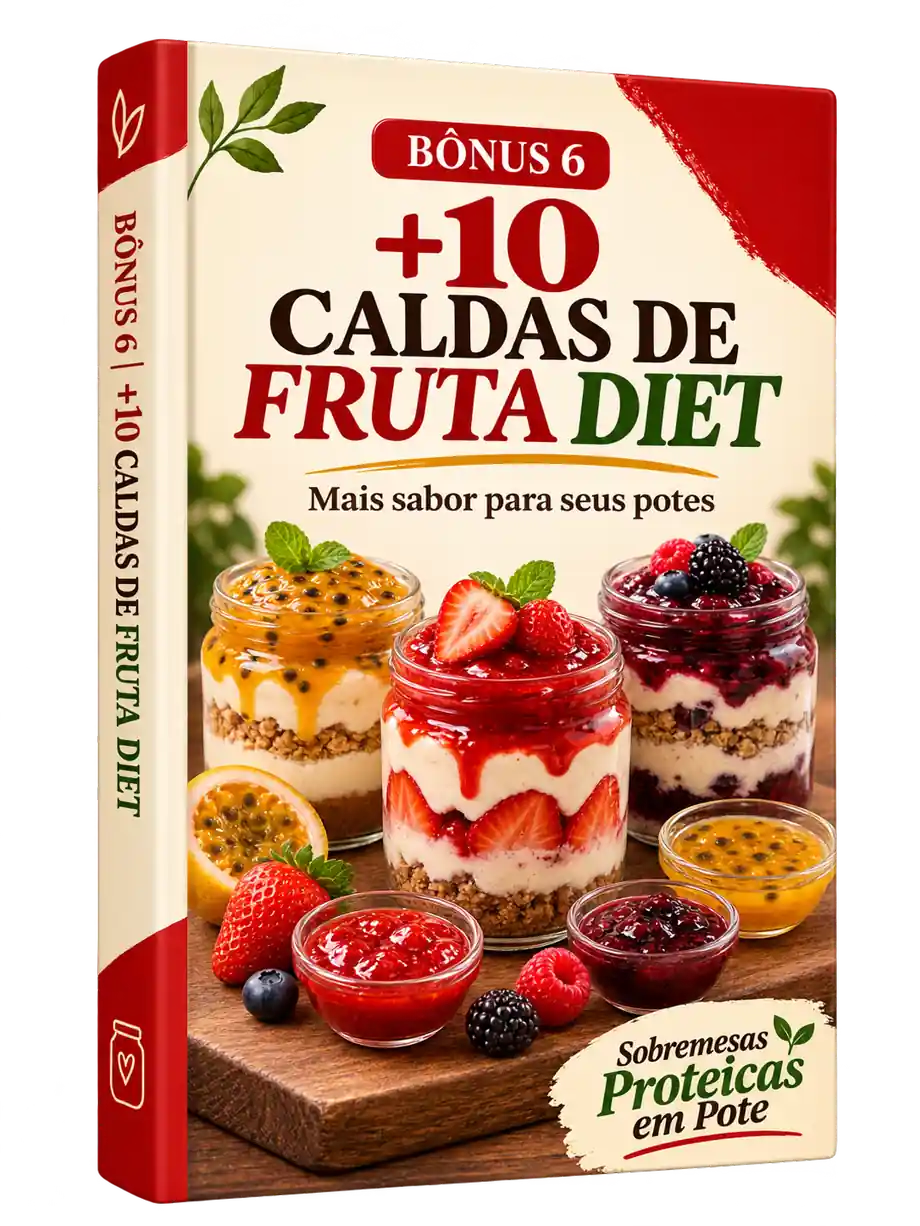 BÔNUS 6 | +10 CALDAS DE FRUTA DIET
BÔNUS 6
+10
CALDAS DE
FRUTA DIET
Mais sabor para seus potes
Sobremesas
Proteicas
em Pote